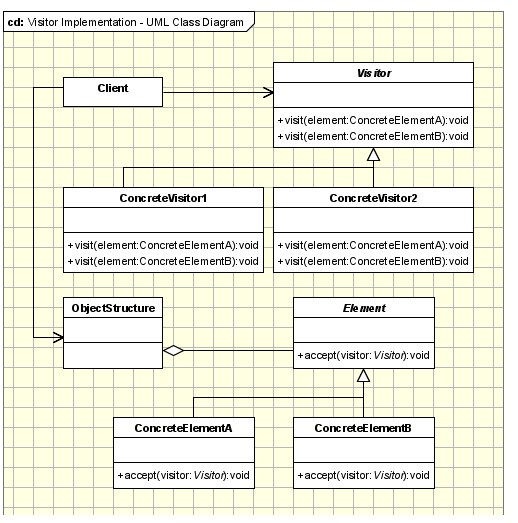 cd: Visitor Implementation - UML Class Diagram
Client
Visitor
+visit(element:ConcreteElementA):void
+visit(element:ConcreteElementB):void
ConcreteVisitor1
+visit(element:ConcreteElementA):void
+visit(element:ConcreteElementB):void
ConcreteVisitor2
+visit(element:ConcreteElementA):void
+visit(element:ConcreteElementB):void
ObjectStructure
Element
+accept(visitor:Visitor):void
ConcreteElementA
+accept(visitor:Visitor):void
ConcreteElementB
+accept(visitor:Visitor):void